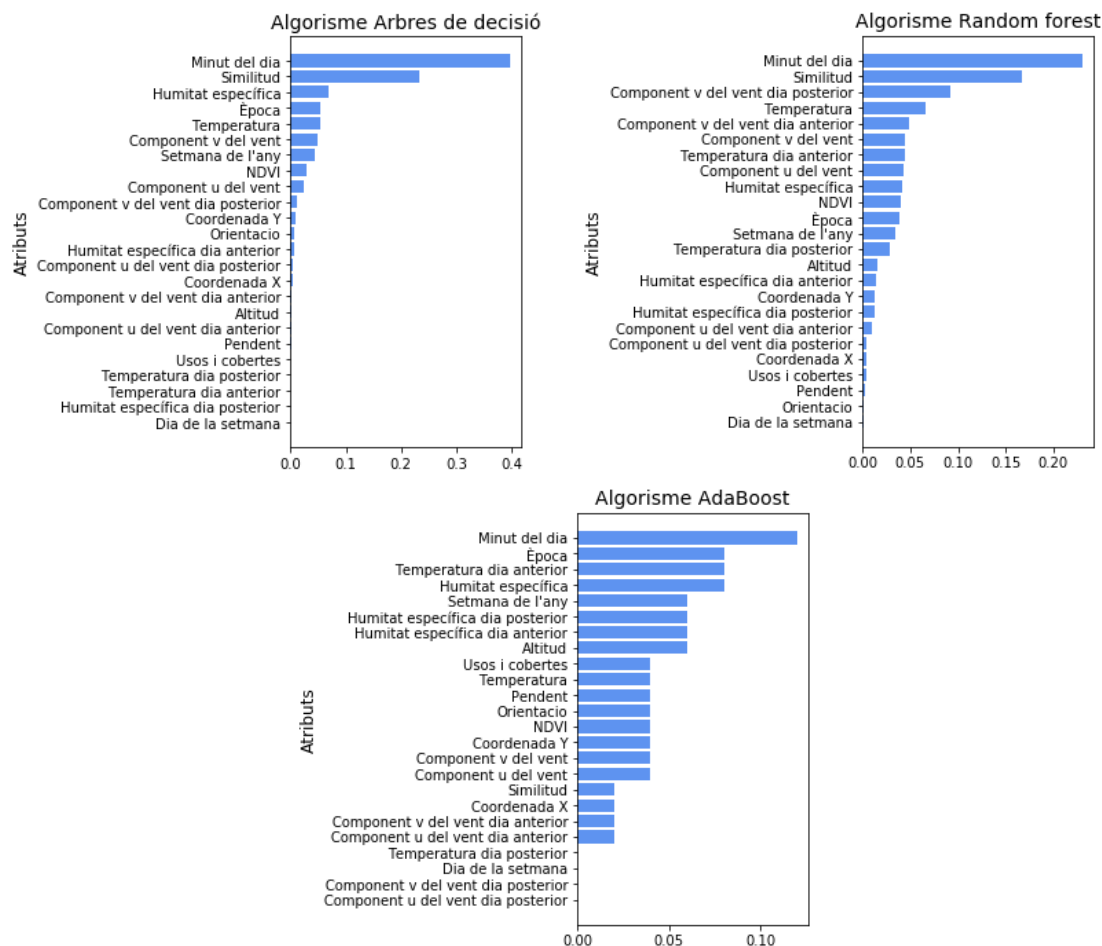 Algorisme Arbres de decisió
Minut del dia
Similitud
Humitat específica
Època
Temperatura
Component v del vent
Setmana de l'any
NDVI
Component u del vent
Component v del vent dia posterior
Coordenada Y
Orientacio
Humitat específica dia anterior
Component u del vent dia posterior
Coordenada X
Component v del vent dia anterior
Altitud
Component u del vent dia anterior
Pendent
Usos i cobertes
Temperatura dia posterior
Temperatura dia anterior
Humitat específica dia posterior
Dia de la setmana
Atributs
0.0 0.1 0.2 0.3 0.4
Algorisme Random forest
Minut del dia
Similitud
Component v del vent dia posterior
Temperatura
Component v del vent dia anterior
Component v del vent
Temperatura dia anterior
Component u del vent
Humitat específica
NDVI
Època
Setmana de l'any
Temperatura dia posterior
Altitud
Humitat específica dia anterior
Coordenada Y
Humitat específica dia posterior
Component u del vent dia anterior
Component u del vent dia posterior
Coordenada X
Usos i cobertes
Pendent
Orientacio
Dia de la setmana
Atributs
0.00 0.05 0.10 0.15 0.20
Algorisme AdaBoost
Minut del dia
Època
Temperatura dia anterior
Humitat específica
Setmana de l'any
Humitat específica dia posterior
Humitat específica dia anterior
Altitud
Usos i cobertes
Temperatura
Pendent
Orientacio
NDVI
Coordenada Y
Component v del vent
Component u del vent
Similitud
Coordenada X
Component v del vent dia anterior
Component u del vent dia anterior
Temperatura dia posterior
Dia de la setmana
Component v del vent dia posterior
Component u del vent dia posterior
Atributs
0.00 0.05 0.10